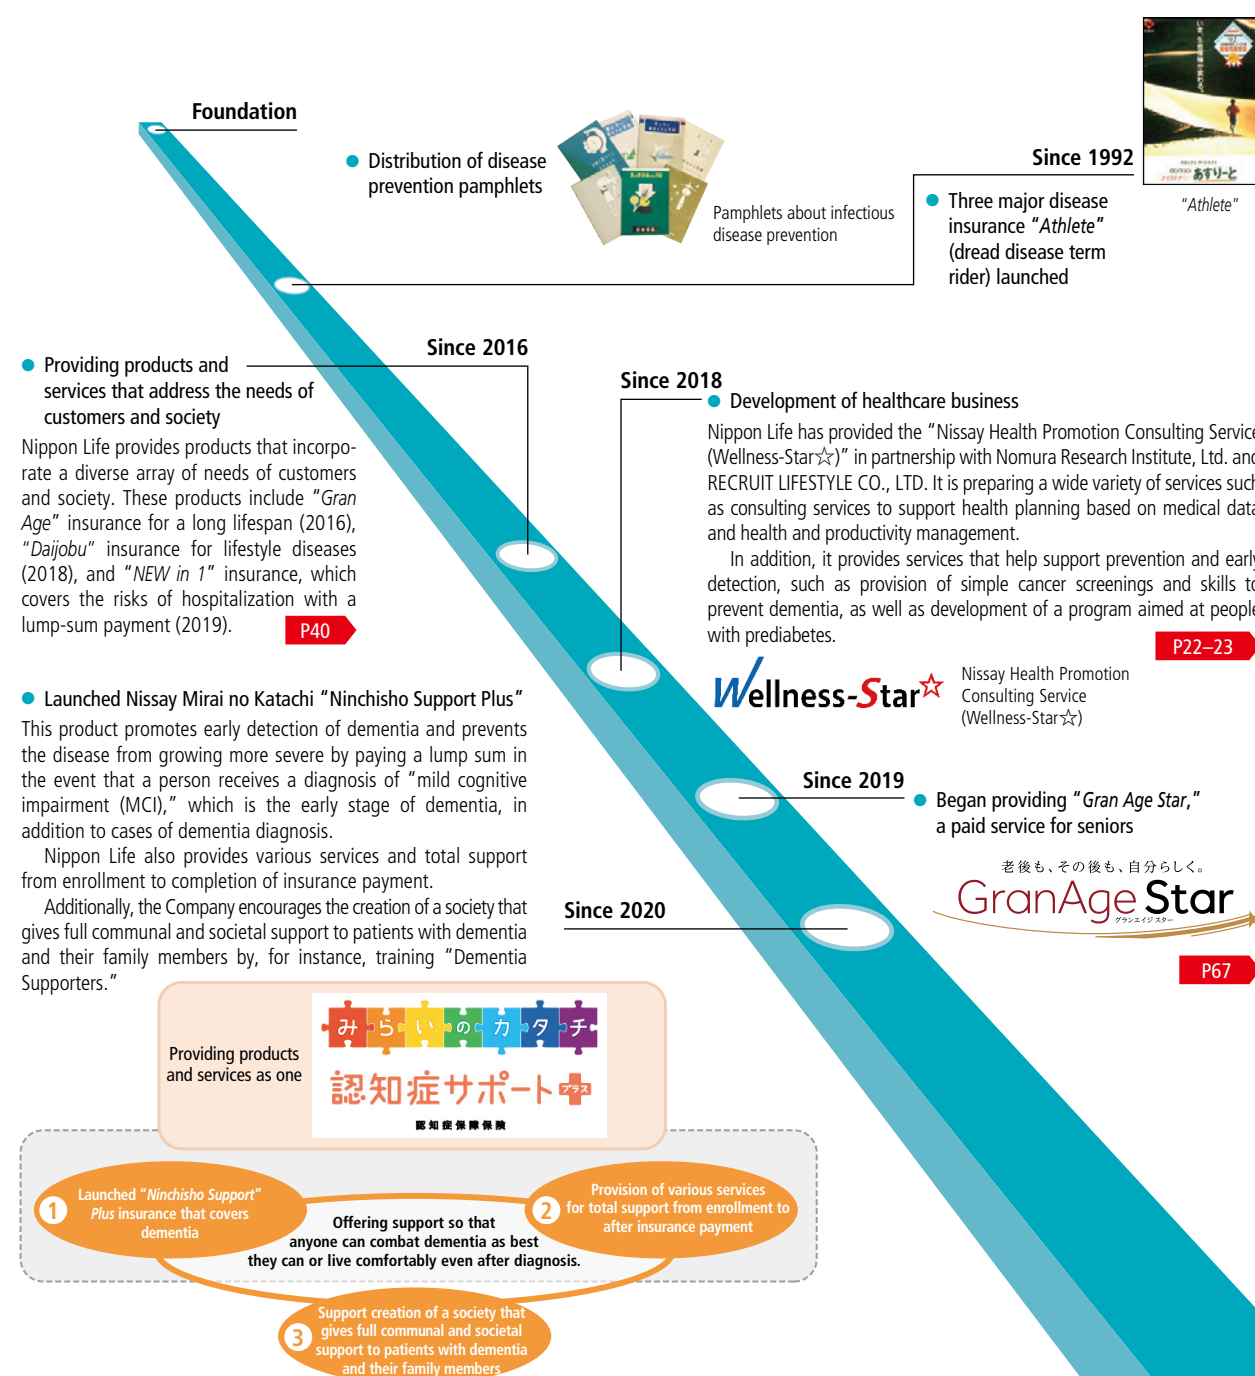 Foundation
Distribution of disease
prevention pamphlets
Pamphlets about infectious
disease prevention
Since 1992
Three major disease
insurance “Athlete”
(dread disease term
rider) launched
あすりーと
“Athlete”
Since 2016
Providing products and
services that address the needs of
customers and society
Nippon Life provides products that incorpo-
rate a diverse array of needs of customers
and society. These products include “Gran
Age” insurance for a long lifespan (2016),
“Daijobu” insurance for lifestyle diseases
(2018), and “NEW in 1” insurance, which
covers the risks of hospitalization with a
lump-sum payment (2019).
P40
Since 2018
Development of healthcare business
Nippon Life has provided the “Nissay Health Promotion Consulting Service
(Wellness-Star☆)” in partnership with Nomura Research Institute, Ltd. and
RECRUIT LIFESTYLE CO., LTD. It is preparing a wide variety of services such
as consulting services to support health planning based on medical data
and health and productivity management.
In addition, it provides services that help support prevention and early
detection, such as provision of simple cancer screenings and skills to
prevent dementia, as well as development of a program aimed at people
with prediabetes.
P22–23
Wellness-Star☆
Nissay Health Promotion
Consulting Service
(Wellness-Star☆)
Launched Nissay Mirai no Katachi “Ninchisho Support Plus”
This product promotes early detection of dementia and prevents
the disease from growing more severe by paying a lump sum in
the event that a person receives a diagnosis of “mild cognitive
impairment (MCI),” which is the early stage of dementia, in
addition to cases of dementia diagnosis.
Nippon Life also provides various services and total support
from enrollment to completion of insurance payment.
Additionally, the Company encourages the creation of a society that
gives full communal and societal support to patients with dementia
and their family members by, for instance, training “Dementia
Supporters.”
Since 2019
Began providing “Gran Age Star,”
a paid service for seniors
老後も、その後も、自分らしく。
GranAge Star
グランエイジ スター
P67
Since 2020
Providing products
and services as one
みらいのカタチ
認知症サポート プラス
認知症保障保険
1 Launched “Ninchisho Support”
Plus insurance that covers
dementia
2 Provision of various services
for total support from enrollment to
after insurance payment
Offering support so that
anyone can combat dementia as best
they can or live comfortably even after diagnosis.
3 Support creation of a society that
gives full communal and societal
support to patients with dementia
and their family members